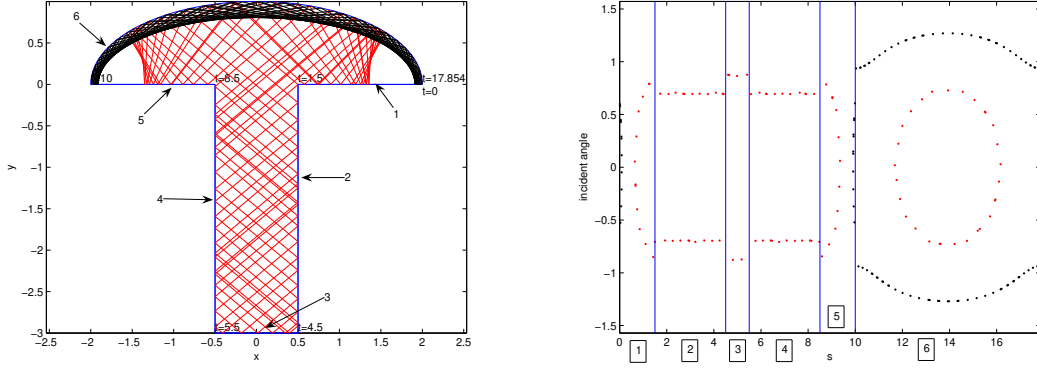 6
0.5
0
−0.5
−1
−1.5
−2
−2.5
−3
y
10
t=8.5
t=1.5
t=17.854
t=0
5
1
4
2
3
t=5.5
t=4.5
−2.5 −2 −1.5 −1 −0.5 0 0.5 1 1.5 2 2.5
x
1.5
1
0.5
0
−0.5
−1
−1.5
incident angle
5
0 2 4 6 8 10 12 14 16
1 2 3 4 s 6